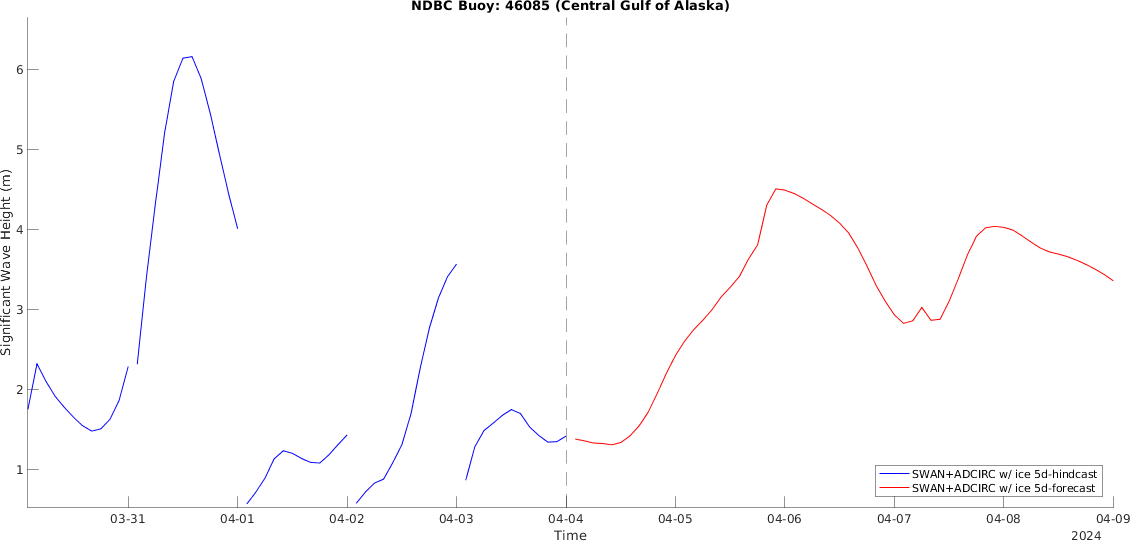 NDBC Buoy: 46085 (Central Gulf of Alaska)
Significant Wave Height (m)
6
5
4
3
2
1
SWAN+ADCIRC w/ ice 5d-hindcast
SWAN+ADCIRC w/ ice 5d-forecast
03-31 04-01 04-02 04-03 04-04 04-05 04-06 04-07 04-08 04-09
Time
2024